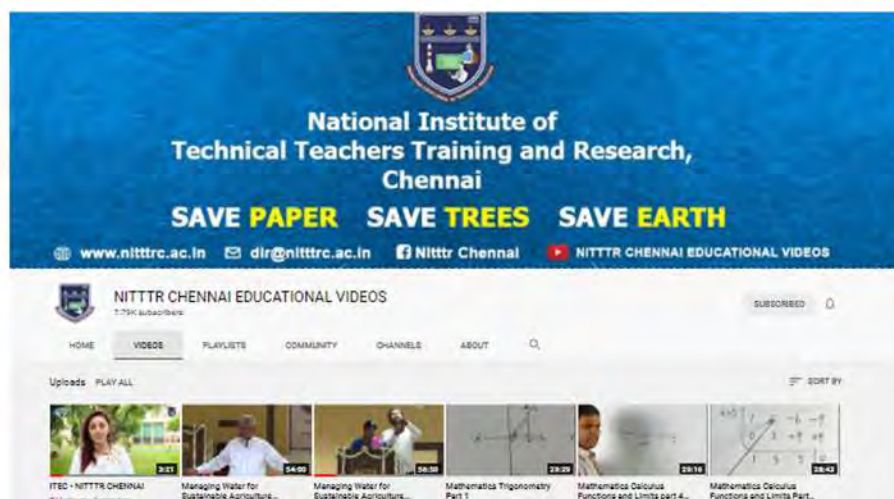 National Institute of
Technical Teachers Training and Research,
Chennai
SAVE PAPER SAVE TREES SAVE EARTH
www.nitttrc.ac.in dir@nitttrc.ac.in Nitttr Chennai NITTTR CHENNAI EDUCATIONAL VIDEOS
NITTTR CHENNAI EDUCATIONAL VIDEOS
7.79K subscribers
SUBSCRIBED
HOME VIDEOS PLAYLISTS COMMUNITY CHANNELS ABOUT
Uploads PLAY ALL SORT BY
3:21 54:00 56:50 29:29 29:16 28:43
ITEC - NITTTR CHENNAI
Managing Water for
Sustainable Agriculture...
Managing Water for
Sustainable Agriculture...
Mathematics Trigonometry
Part 1
Mathematics Calculus
Functions and Limits part 4...
Mathematics Calculus
Functions and Limits Part...